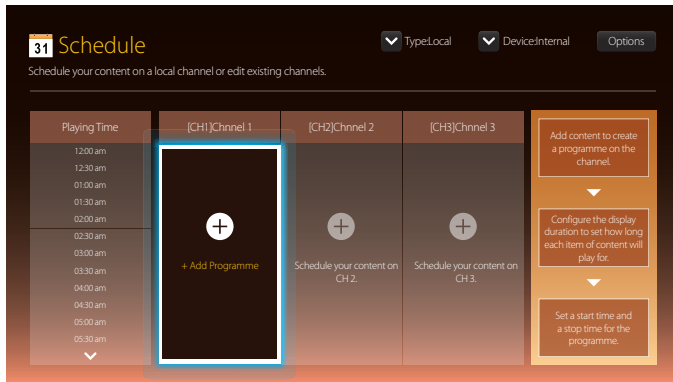 31 Schedule
Type:Local
Device:Internal
Options
Schedule your content on a local channel or edit existing channels.
Playing Time
[CH1]Chnnel 1
[CH2]Chnnel 2
[CH3]Chnnel 3
12:00 am
12:30 am
01:00 am
01:30 am
02:00 am
02:30 am
03:00 am
03:30 am
04:00 am
04:30 am
05:00 am
05:30 am
+ Add Programme
Schedule your content on
CH 2.
Schedule your content on
CH 3.
Add content to create
a programme on the
channel.
Configure the display
duration to set how long
each item of content will
play for.
Set a start time and
a stop time for the
programme.